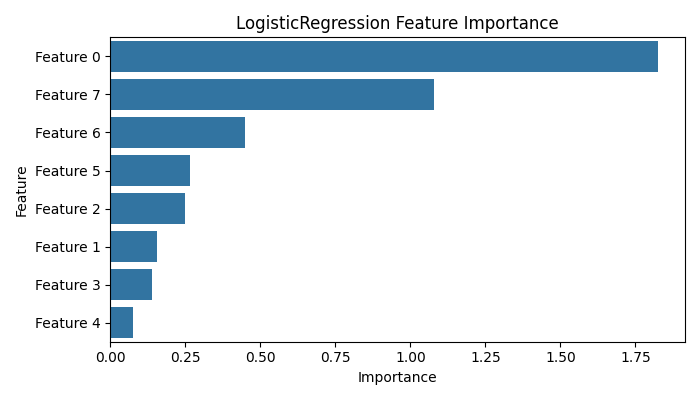 LogisticRegression Feature Importance
Feature
Feature 0
Feature 7
Feature 6
Feature 5
Feature 2
Feature 1
Feature 3
Feature 4
0.00 0.25 0.50 0.75 1.00 1.25 1.50 1.75
Importance